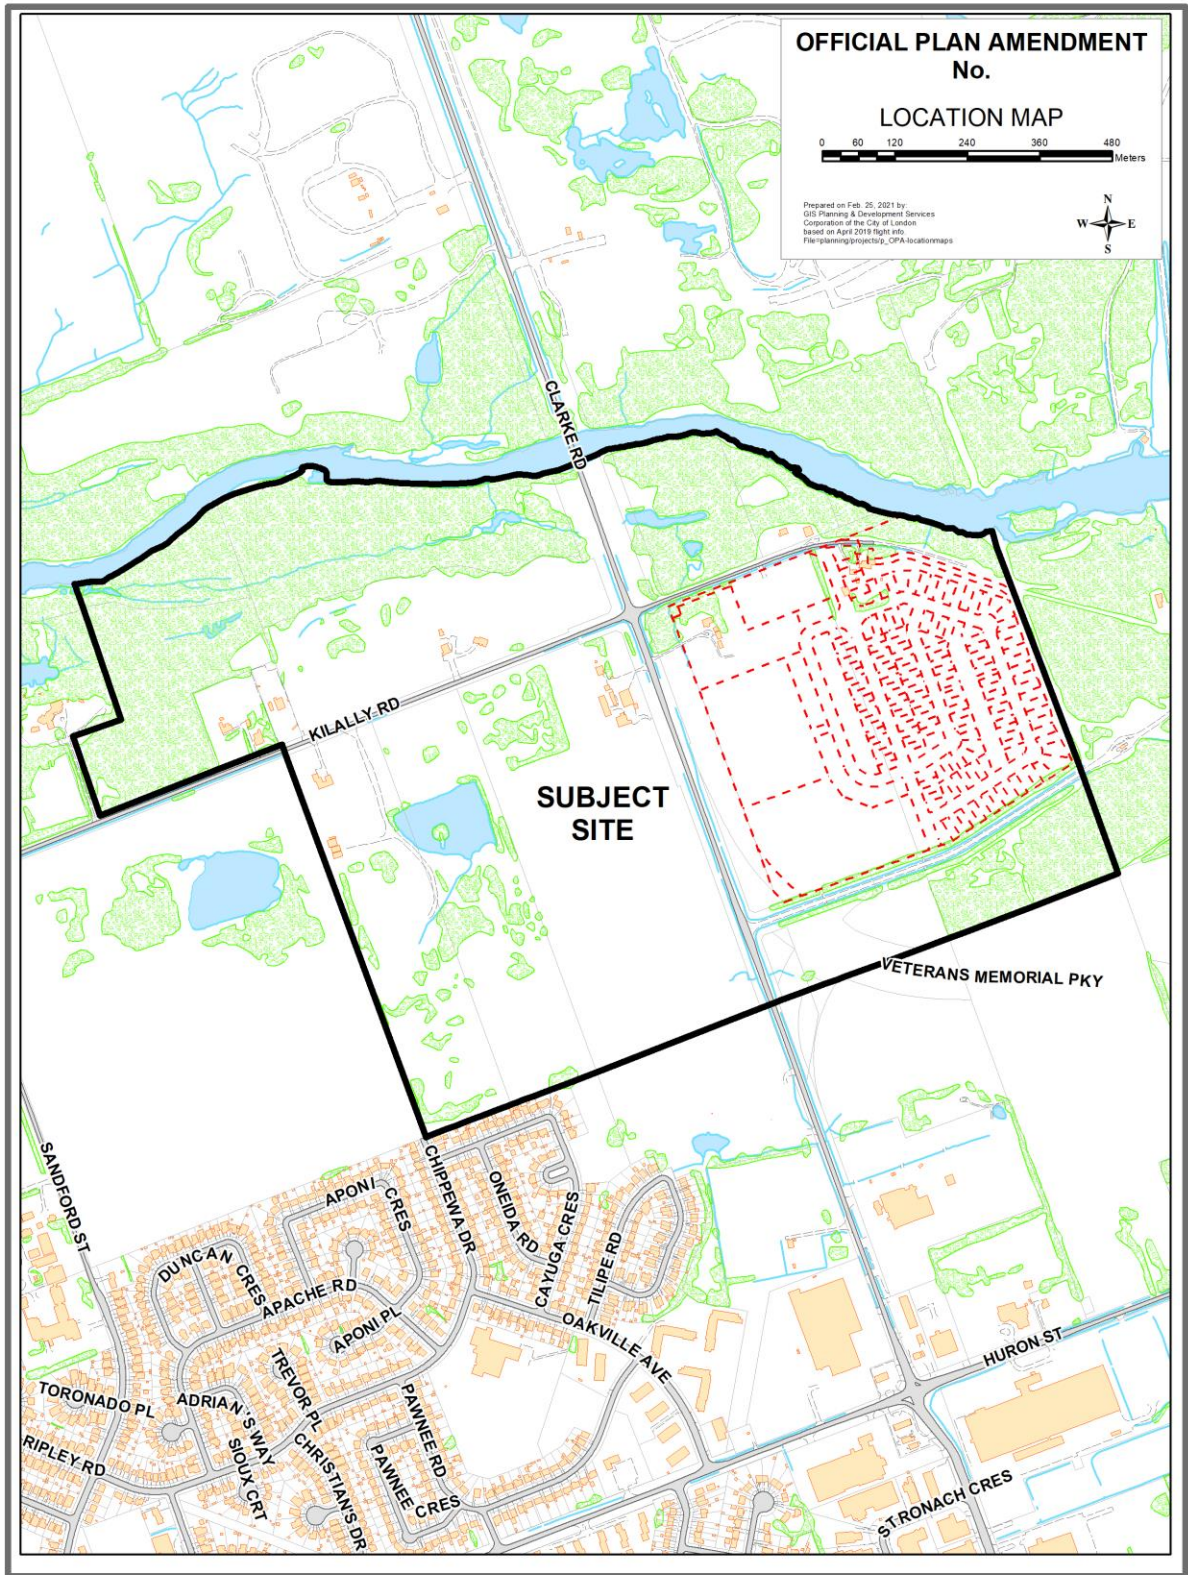 OFFICIAL PLAN AMENDMENT
No.
LOCATION MAP
0 60 120 240 360 480
Meters
Prepared on Feb. 25, 2021 by:
GIS Planning & Development Services
Corporation of the City of London
based on April 2019 flight info.
File=planning/projects/p_OPA-locationmaps
N
W E
S
CLARKE RD
KILALLY RD
SUBJECT
SITE
VETERANS MEMORIAL PKY
SANDFORD ST
CHIPPEWA DR
APONI CRES
ONEIDA RD
CAYUGA CRES
TILIPE RD
DUNCAN CRES
APACHE RD
APONI PL
OAKVILLE AVE
HURON ST
TREVOR PL
TORONADO PL
ADRIAN'S WAY
PAWNEE RD
RIPLEY RD
SIOUX CRT
CHRISTIAN'S DR
PAWNEE CRES
STRONACH CRES